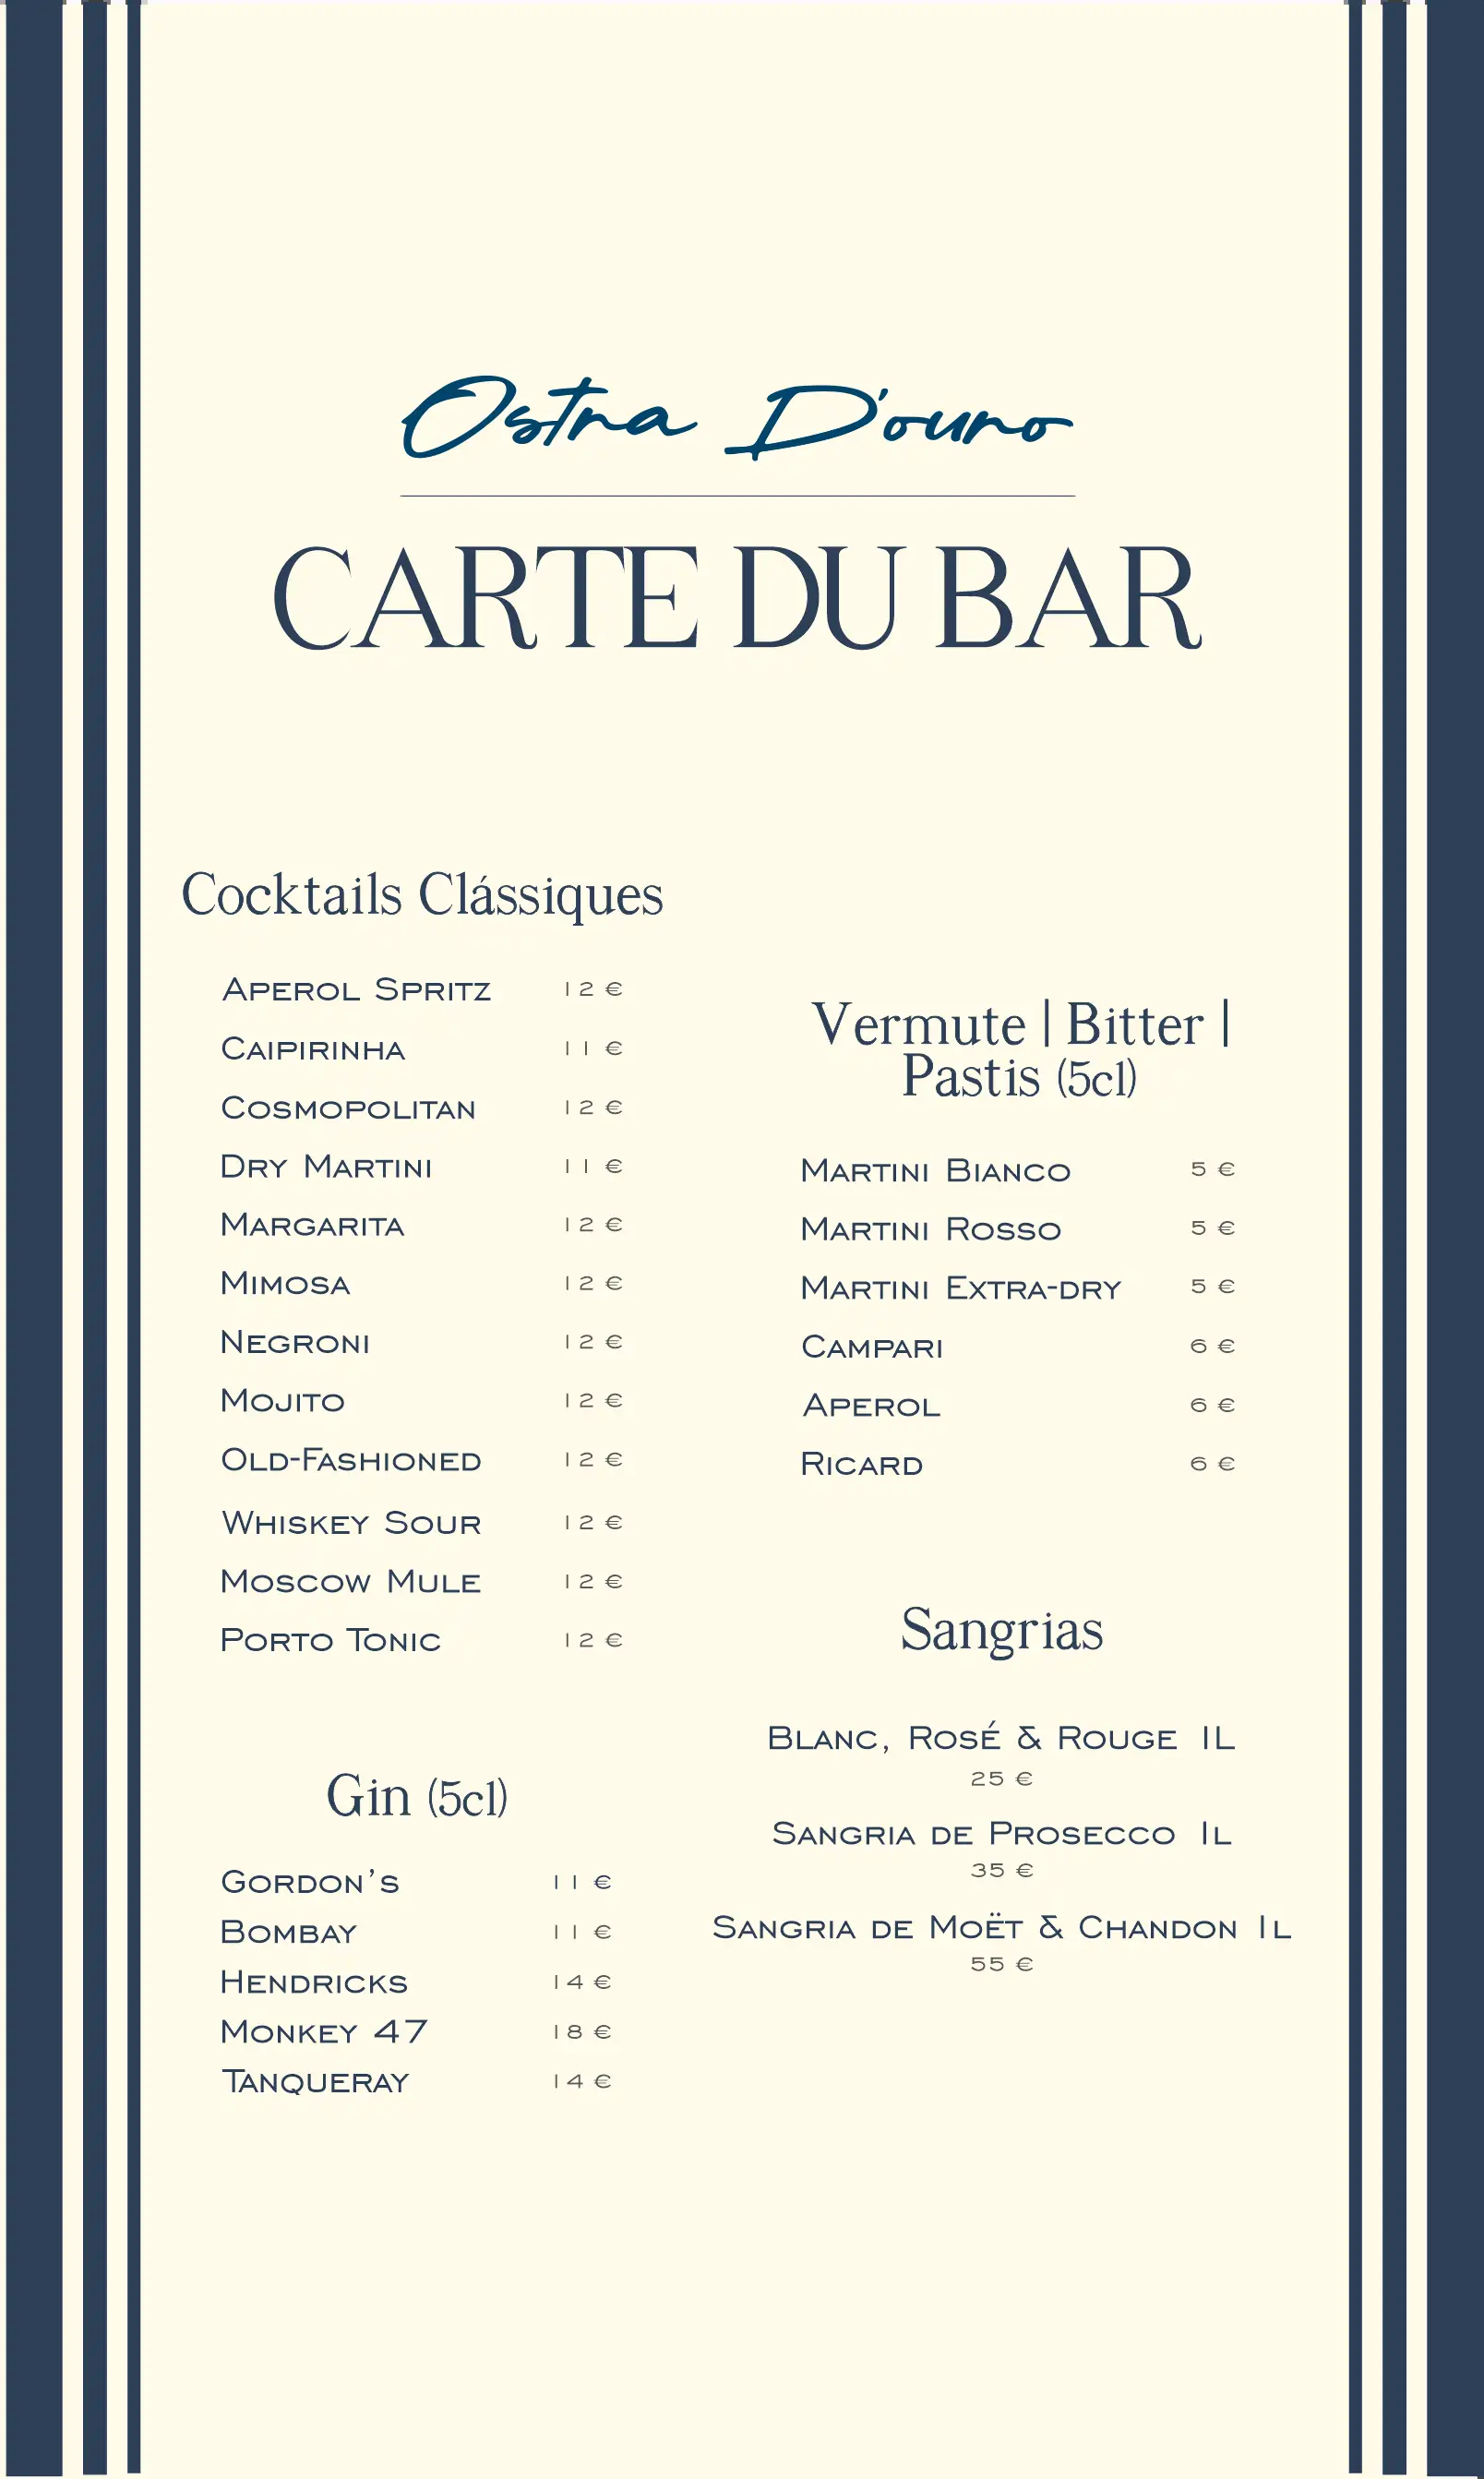 Ostra D'ouro
CARTE DU BAR
Cocktails Clássiques
Aperol Spritz 12 €
Caipirinha 11 €
Cosmopolitan 12 €
Dry Martini 11 €
Margarita 12 €
Mimosa 12 €
Negroni 12 €
Mojito 12 €
Old-Fashioned 12 €
Whiskey Sour 12 €
Moscow Mule 12 €
Porto Tonic 12 €
Gin (5cl)
Gordon's 11 €
Bombay 11 €
Hendricks 14 €
Monkey 47 18 €
Tanqueray 14 €
Vermute | Bitter |
Pastis (5cl)
Martini Bianco 5 €
Martini Rosso 5 €
Martini Extra-dry 5 €
Campari 6 €
Aperol 6 €
Ricard 6 €
Sangrias
Blanc, Rosé & Rouge 1L
25 €
Sangria de Prosecco 1l
35 €
Sangria de Moët & Chandon 1l
55 €